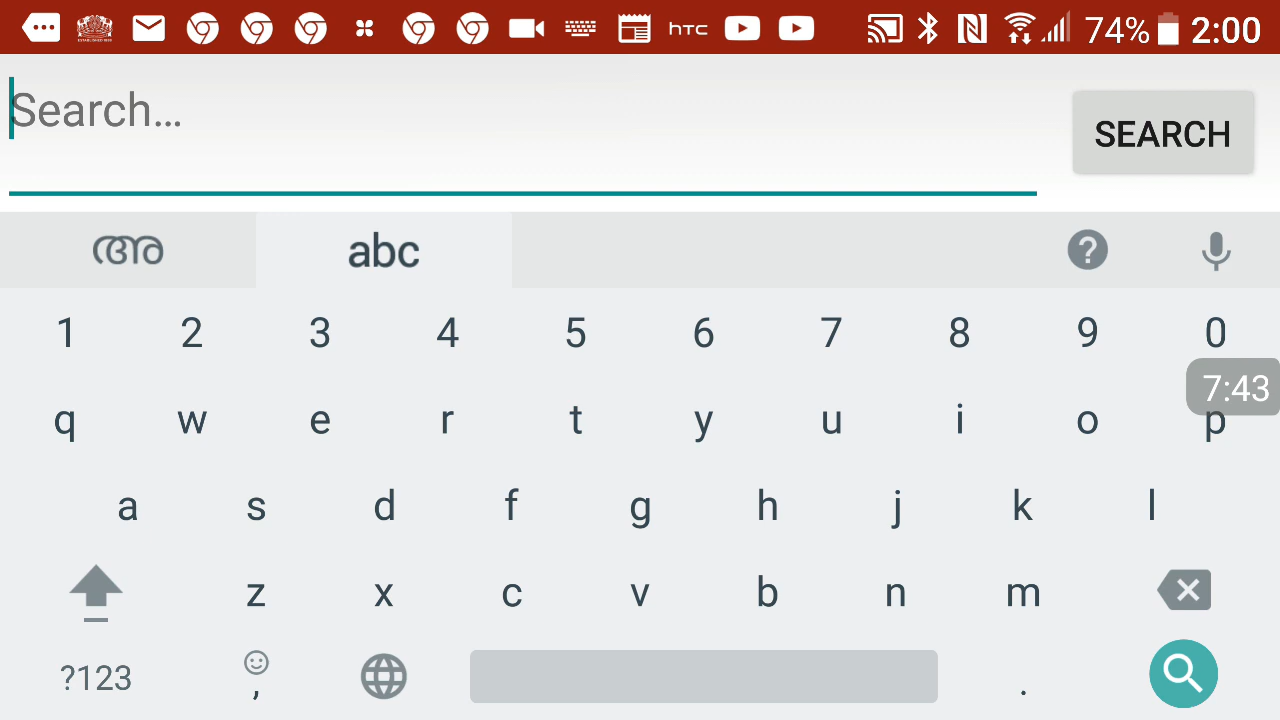 hTC 74% 2:00
Search...
SEARCH
അ abc
1 2 3 4 5 6 7 8 9 0
7:43
q w e r t y u i o p
a s d f g h j k l
z x c v b n m
?123 , .